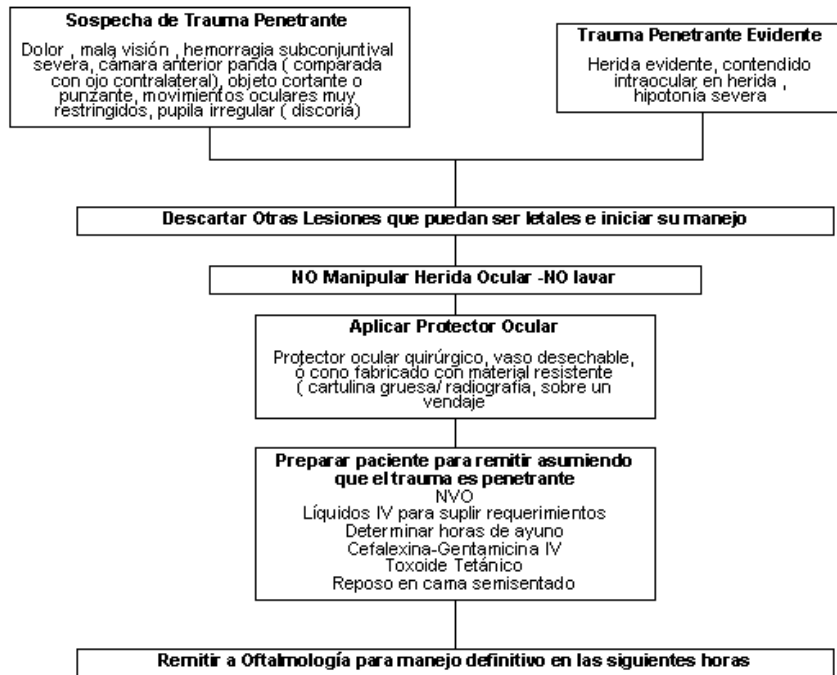 Sospecha de Trauma Penetrante
Dolor , mala visión , hemorragia subconjuntival
severa, cámara anterior panda ( comparada
con ojo contralateral), objeto cortante o
punzante, movimientos oculares muy
restringidos, pupila irregular ( discoria)
Trauma Penetrante Evidente
Herida evidente, contendido
intraocular en herida ,
hipotonía severa
Descartar Otras Lesiones que puedan ser letales e iniciar su manejo
NO Manipular Herida Ocular -NO lavar
Aplicar Protector Ocular
Protector ocular quirúrgico, vaso desechable,
ó cono fabricado con material resistente
( cartulina gruesa/ radiografía, sobre un
vendaje
Preparar paciente para remitir asumiendo
que el trauma es penetrante
NVO
Líquidos IV para suplir requerimientos
Determinar horas de ayuno
Cefalexina-Gentamicina IV
Toxoide Tetánico
Reposo en cama semisentado
Remitir a Oftalmología para manejo definitivo en las siguientes horas